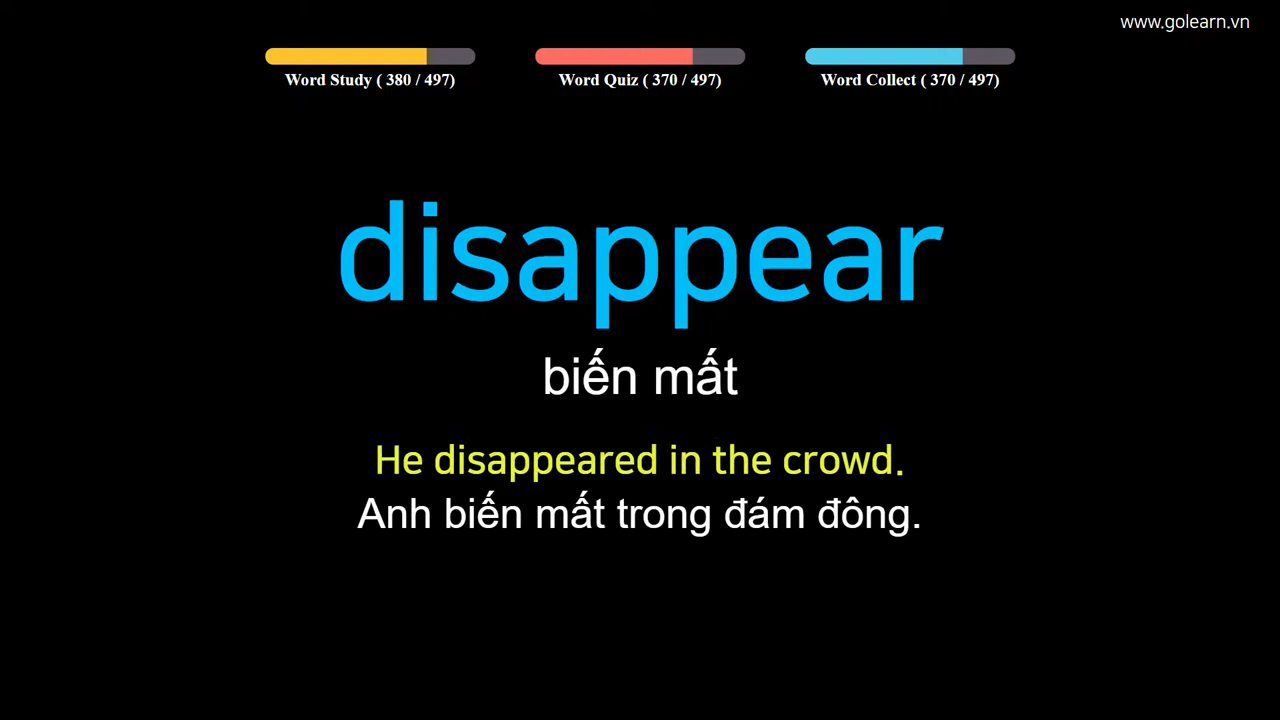 www.golearn.vn
Word Study ( 380 / 497)
Word Quiz ( 370 / 497)
Word Collect ( 370 / 497)
disappear
biến mất
He disappeared in the crowd.
Anh biến mất trong đám đông.